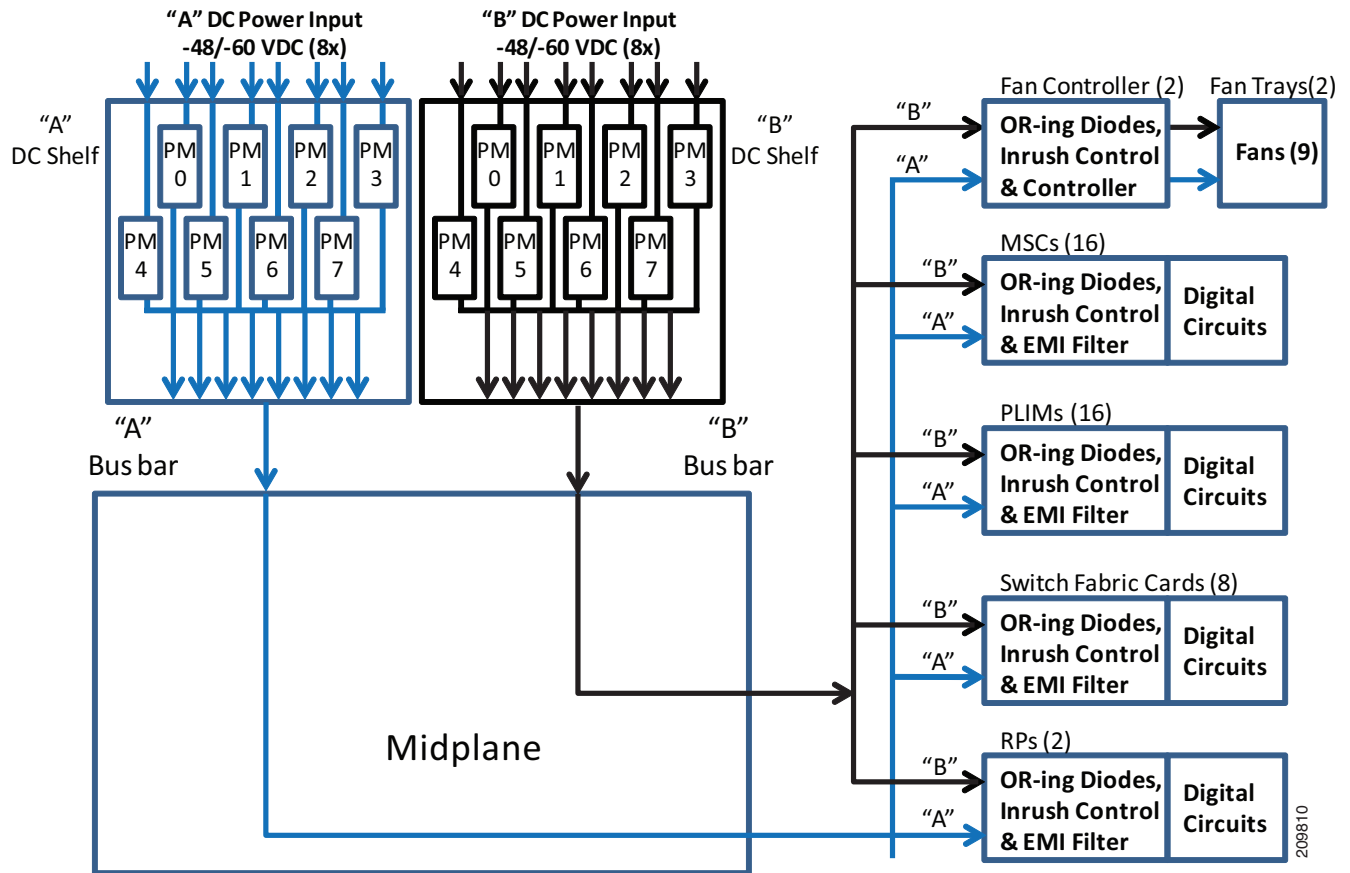 “A” DC Power Input
-48/-60 VDC (8x)
“B” DC Power Input
-48/-60 VDC (8x)
“A”
DC Shelf
PM
0
PM
1
PM
2
PM
3
PM
4
PM
5
PM
6
PM
7
PM
0
PM
1
PM
2
PM
3
PM
4
PM
5
PM
6
PM
7
“B”
DC Shelf
“A”
Bus bar
“B”
Bus bar
Midplane
Fan Controller (2)
Fan Trays(2)
“B”
“A”
OR-ing Diodes,
Inrush Control
& Controller
Fans (9)
MSCs (16)
“B”
“A”
OR-ing Diodes,
Inrush Control
& EMI Filter
Digital
Circuits
PLIMs (16)
“B”
“A”
OR-ing Diodes,
Inrush Control
& EMI Filter
Digital
Circuits
Switch Fabric Cards (8)
“B”
“A”
OR-ing Diodes,
Inrush Control
& EMI Filter
Digital
Circuits
RPs (2)
“B”
“A”
OR-ing Diodes,
Inrush Control
& EMI Filter
Digital
Circuits
209810